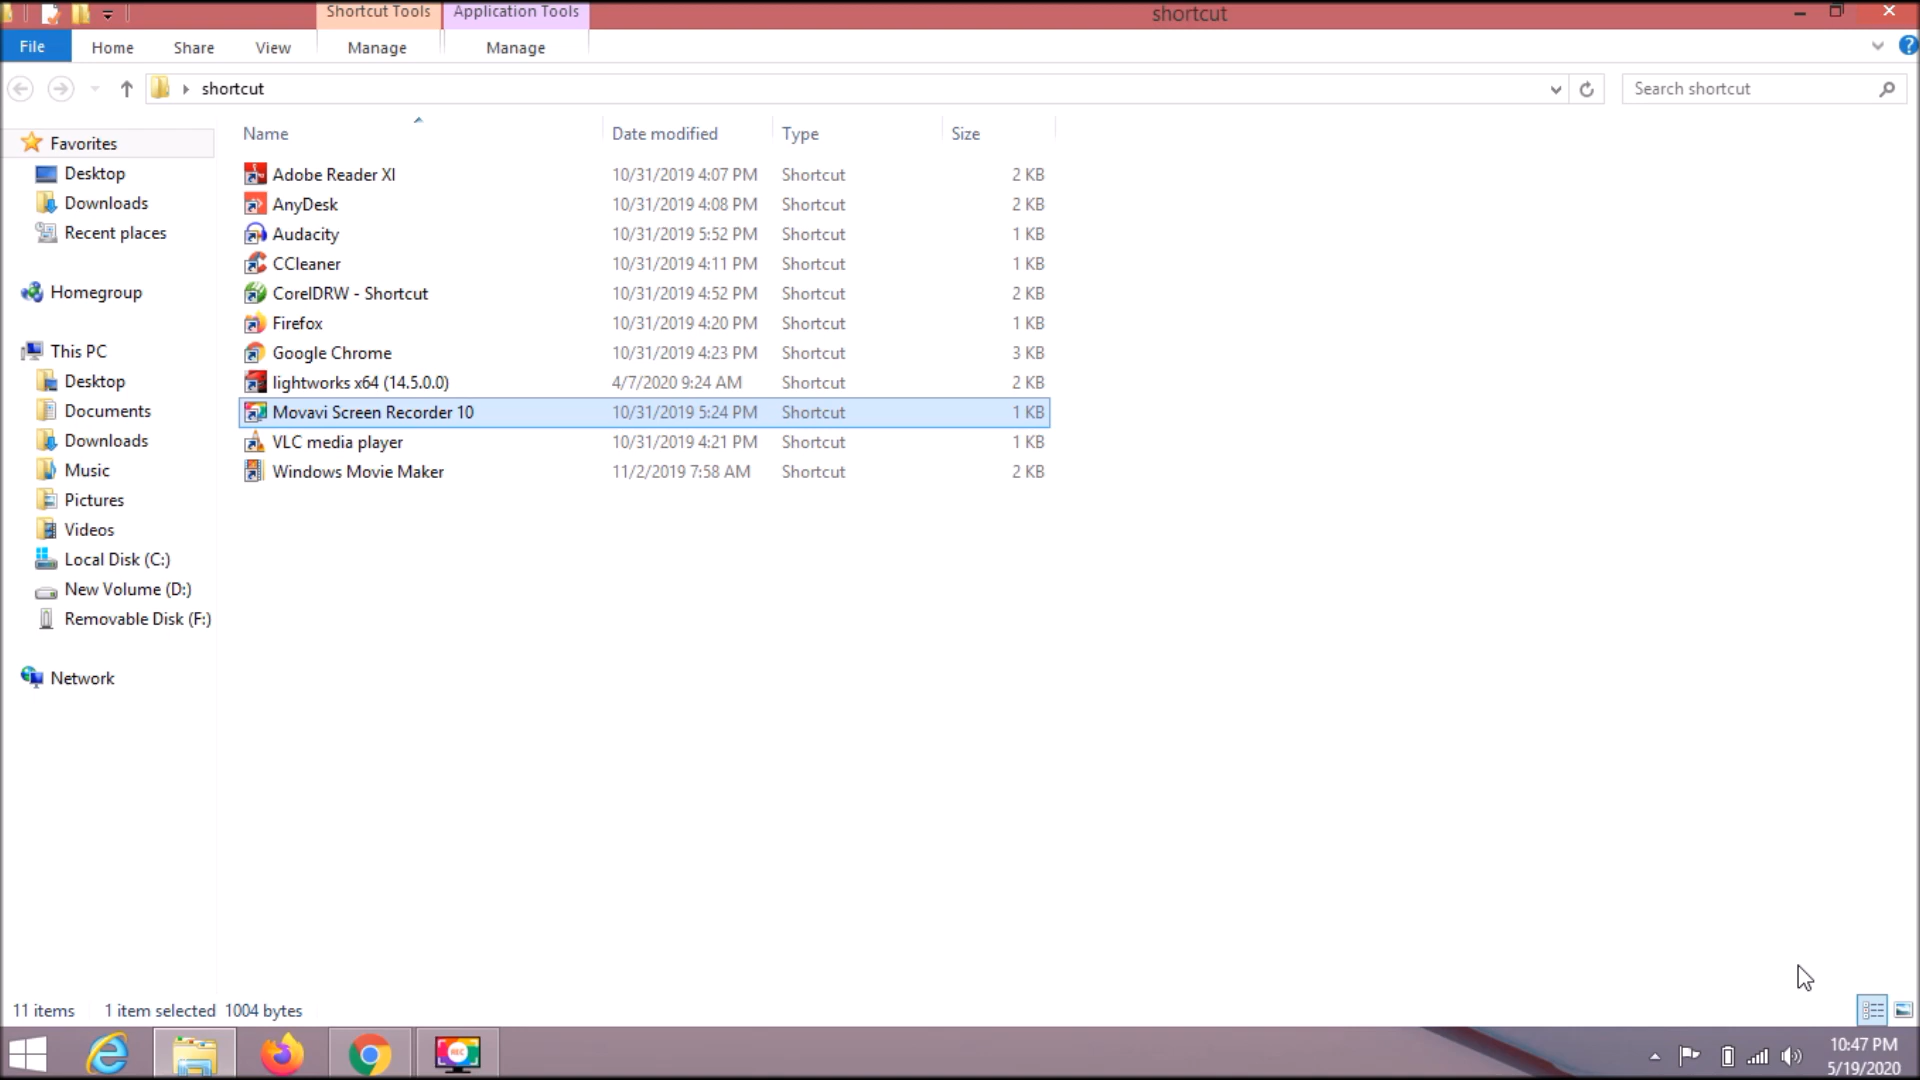 Shortcut Tools Application Tools shortcut
File Home Share View Manage Manage ?
shortcut Search shortcut
Name Date modified Type Size
Favorites
Desktop
Downloads
Recent places
Homegroup
This PC
Desktop
Documents
Downloads
Music
Pictures
Videos
Local Disk (C:)
New Volume (D:)
Removable Disk (F:)
Network
Adobe Reader XI 10/31/2019 4:07 PM Shortcut 2 KB
AnyDesk 10/31/2019 4:08 PM Shortcut 2 KB
Audacity 10/31/2019 5:52 PM Shortcut 1 KB
CCleaner 10/31/2019 4:11 PM Shortcut 1 KB
CorelDRW - Shortcut 10/31/2019 4:52 PM Shortcut 2 KB
Firefox 10/31/2019 4:20 PM Shortcut 1 KB
Google Chrome 10/31/2019 4:23 PM Shortcut 3 KB
lightworks x64 (14.5.0.0) 4/7/2020 9:24 AM Shortcut 2 KB
Movavi Screen Recorder 10 10/31/2019 5:24 PM Shortcut 1 KB
VLC media player 10/31/2019 4:21 PM Shortcut 1 KB
Windows Movie Maker 11/2/2019 7:58 AM Shortcut 2 KB
11 items 1 item selected 1004 bytes
REC
10:47 PM
5/19/2020